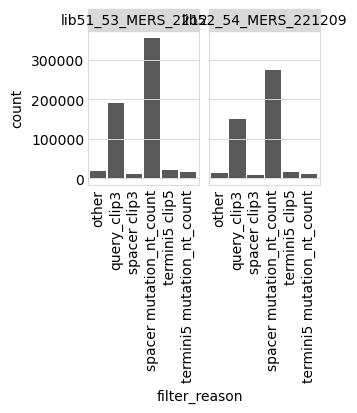 lib51_53_MERS_221209 lib52_54_MERS_221209
300000
200000
100000
0
count
other
query_clip3
spacer clip3
spacer mutation_nt_count
termini5 clip5
termini5 mutation_nt_count
other
query_clip3
spacer clip3
spacer mutation_nt_count
termini5 clip5
termini5 mutation_nt_count
filter_reason